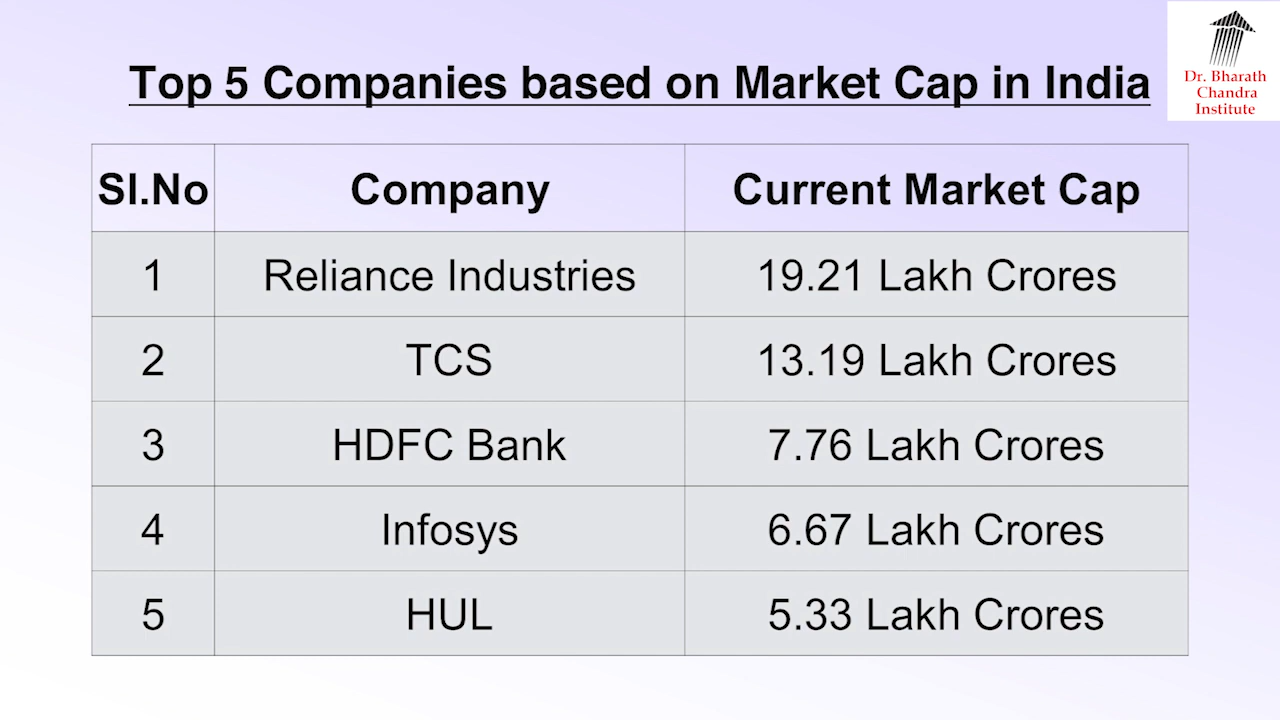 Top 5 Companies based on Market Cap in India
Dr. Bharath
Chandra
Institute
Sl.No Company Current Market Cap
1 Reliance Industries 19.21 Lakh Crores
2 TCS 13.19 Lakh Crores
3 HDFC Bank 7.76 Lakh Crores
4 Infosys 6.67 Lakh Crores
5 HUL 5.33 Lakh Crores